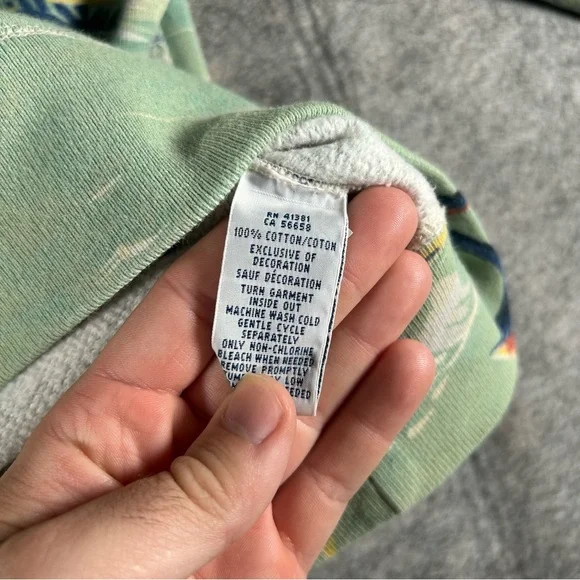 RN 41381
CA 56658
100% COTTON/COTON
EXCLUSIVE OF
DECORATION
SAUF DÉCORATION
TURN GARMENT
INSIDE OUT
MACHINE WASH COLD
GENTLE CYCLE
SEPARATELY
ONLY NON-CHLORINE
BLEACH WHEN NEEDED
REMOVE PROMPTLY
LOW